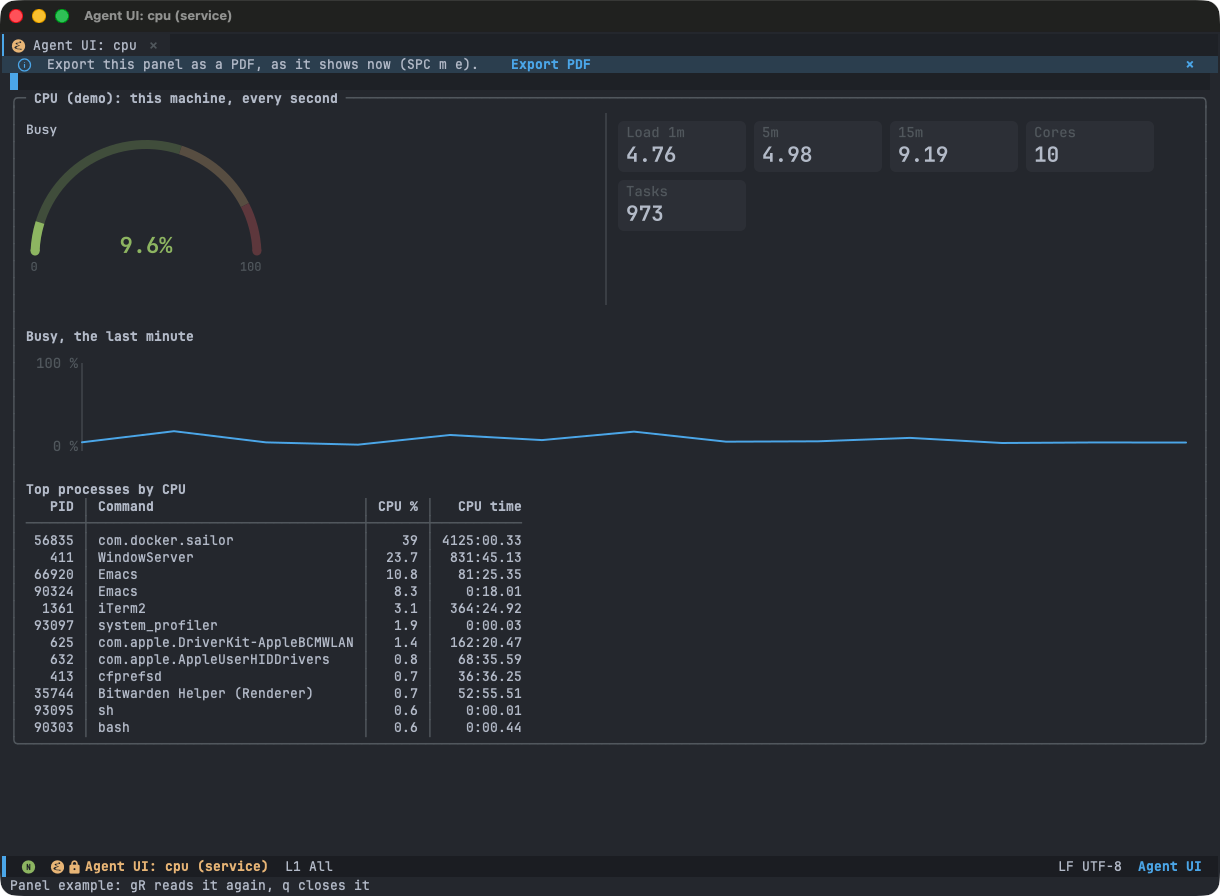 Agent UI: cpu (service)
Agent UI: cpu ×
Export this panel as a PDF, as it shows now (SPC m e). Export PDF ×
CPU (demo): this machine, every second
Busy
9.6%
0 100
Load 1m 5m 15m Cores
4.76 4.98 9.19 10
Tasks
973
Busy, the last minute
100 %
0 %
Top processes by CPU
PID Command CPU % CPU time
56835 com.docker.sailor 39 4125:00.33
411 WindowServer 23.7 831:45.13
66920 Emacs 10.8 81:25.35
90324 Emacs 8.3 0:18.01
1361 iTerm2 3.1 364:24.92
93097 system_profiler 1.9 0:00.03
625 com.apple.DriverKit-AppleBCMWLAN 1.4 162:20.47
632 com.apple.AppleUserHIDDrivers 0.8 68:35.59
413 cfprefsd 0.7 36:36.25
35744 Bitwarden Helper (Renderer) 0.7 52:55.51
93095 sh 0.6 0:00.01
90303 bash 0.6 0:00.44
N Agent UI: cpu (service) L1 All LF UTF-8 Agent UI
Panel example: gR reads it again, q closes it